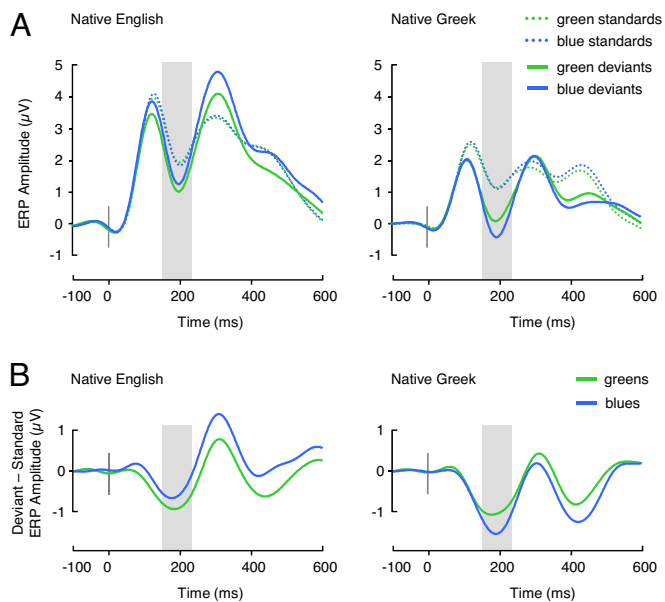 A
Native English
Native Greek
green standards
blue standards
green deviants
blue deviants
ERP Amplitude (µV)
5
4
3
2
1
0
-1
-100 0 200 400 600
Time (ms)
5
4
3
2
1
0
-1
-100 0 200 400 600
Time (ms)
B
Native English
Native Greek
greens
blues
Deviant – Standard
ERP Amplitude (µV)
1
0
-1
-100 0 200 400 600
Time (ms)
1
0
-1
-100 0 200 400 600
Time (ms)